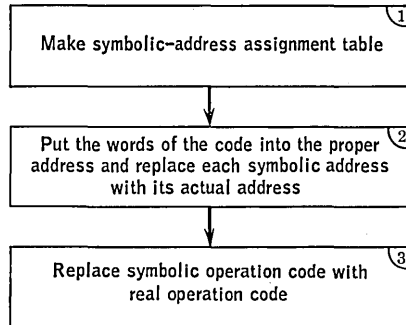 1
Make symbolic-address assignment table
2
Put the words of the code into the proper
address and replace each symbolic address
with its actual address
3
Replace symbolic operation code with
real operation code